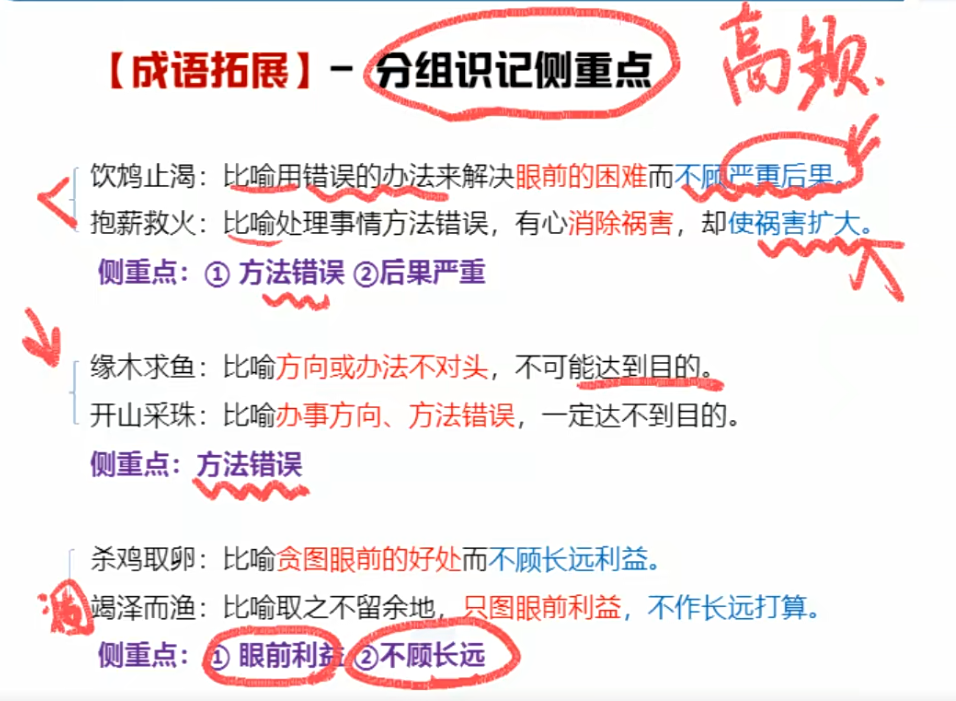 【成语拓展】- 分组识记侧重点
高频.
饮鸩止渴：比喻用错误的办法来解决眼前的困难而不顾严重后果。
抱薪救火：比喻处理事情方法错误，有心消除祸害，却使祸害扩大。
侧重点：① 方法错误 ②后果严重
缘木求鱼：比喻方向或办法不对头，不可能达到目的。
开山采珠：比喻办事方向、方法错误，一定达不到目的。
侧重点：方法错误
杀鸡取卵：比喻贪图眼前的好处而不顾长远利益。
竭泽而渔：比喻取之不留余地，只图眼前利益，不作长远打算。
侧重点：① 眼前利益 ②不顾长远